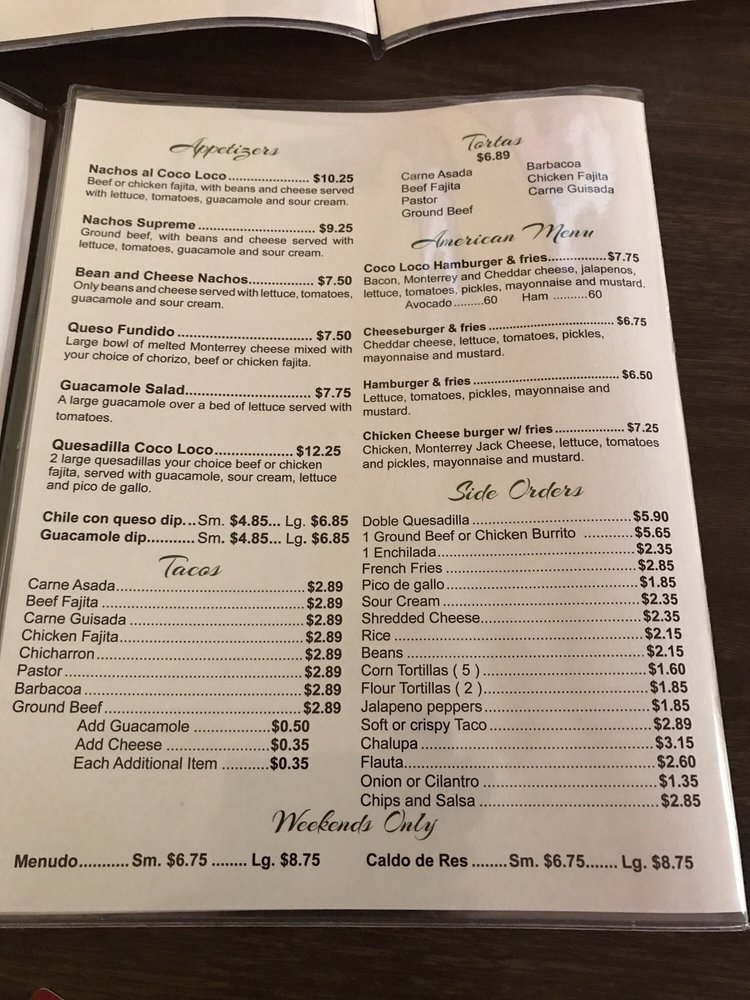 Appetizers
Nachos al Coco Loco.................... $10.25
Beef or chicken fajita, with beans and cheese served
with lettuce, tomatoes, guacamole and sour cream.
Nachos Supreme .............................. $9.25
Ground beef, with beans and cheese served with
lettuce, tomatoes, guacamole and sour cream.
Bean and Cheese Nachos............... $7.50
Only beans and cheese served with lettuce, tomatoes,
guacamole and sour cream.
Queso Fundido ................................. $7.50
Large bowl of melted Monterrey cheese mixed with
your choice of chorizo, beef or chicken fajita.
Guacamole Salad............................... $7.75
A large guacamole over a bed of lettuce served with
tomatoes.
Quesadilla Coco Loco.................. $12.25
2 large quesadillas your choice beef or chicken
fajita, served with guacamole, sour cream, lettuce
and pico de gallo.
Chile con queso dip...Sm. $4.85... Lg. $6.85
Guacamole dip........... Sm. $4.85... Lg. $6.85
Tacos
Carne Asada.......................................... $2.89
Beef Fajita ............................................. $2.89
Carne Guisada ....................................... $2.89
Chicken Fajita......................................... $2.89
Chicharron ............................................. $2.89
Pastor..................................................... $2.89
Barbacoa ................................................ $2.89
Ground Beef............................................ $2.89
Add Guacamole .................$0.50
Add Cheese .......................$0.35
Each Additional Item ..........$0.35
Tortas
$6.89
Carne Asada
Beef Fajita
Pastor
Ground Beef
Barbacoa
Chicken Fajita
Carne Guisada
American Menu
Coco Loco Hamburger & fries...............$7.75
Bacon, Monterrey and Cheddar cheese, jalapenos,
lettuce, tomatoes, pickles, mayonnaise and mustard.
Avocado.........60 Ham ..........60
Cheeseburger & fries ................................. $6.75
Cheddar cheese, lettuce, tomatoes, pickles,
mayonnaise and mustard.
Hamburger & fries ...................................... $6.50
Lettuce, tomatoes, pickles, mayonnaise and
mustard.
Chicken Cheese burger w/ fries.................. $7.25
Chicken, Monterrey Jack Cheese, lettuce, tomatoes
and pickles, mayonnaise and mustard.
Side Orders
Doble Quesadilla .....................................$5.90
1 Ground Beef or Chicken Burrito ...........$5.65
1 Enchilada..............................................$2.35
French Fries ............................................$2.85
Pico de gallo............................................$1.85
Sour Cream .............................................$2.35
Shredded Cheese.....................................$2.35
Rice .........................................................$2.15
Beans ......................................................$2.15
Corn Tortillas ( 5 )......................................$1.60
Flour Tortillas ( 2 )......................................$1.85
Jalapeno peppers......................................$1.85
Soft or crispy Taco.....................................$2.89
Chalupa ....................................................$3.15
Flauta........................................................$2.60
Onion or Cilantro .......................................$1.35
Chips and Salsa ........................................$2.85
Weekends Only
Menudo........... Sm. $6.75 ........ Lg. $8.75
Caldo de Res ........Sm. $6.75....... Lg. $8.75